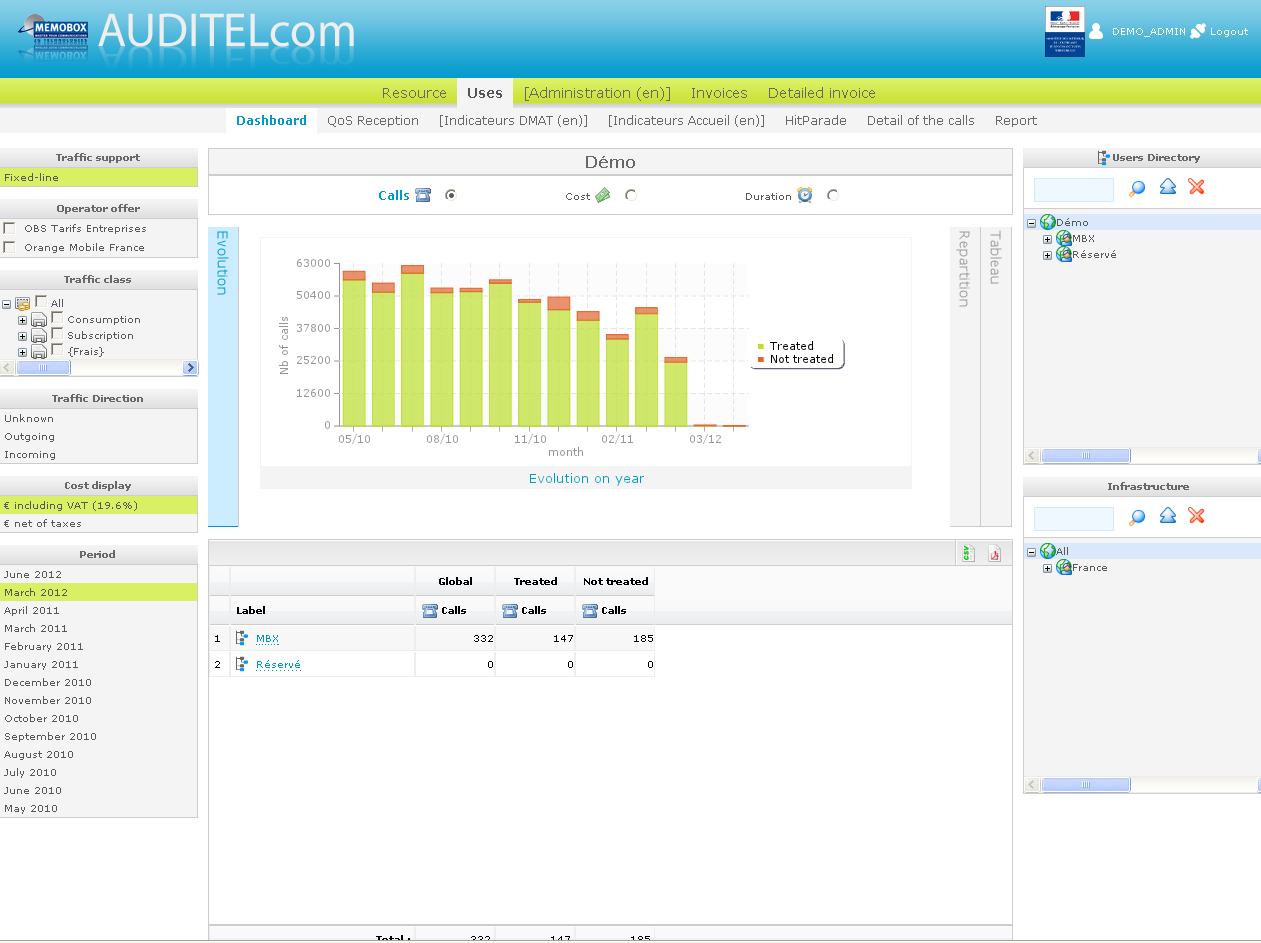 MEMOBOX
AUDITELcom
DEMO_ADMIN
Logout
Resource
Uses
[Administration (en)]
Invoices
Detailed invoice
Dashboard
QoS Reception
[Indicateurs DMAT (en)]
[Indicateurs Accueil (en)]
HitParade
Detail of the calls
Report
Traffic support
Fixed-line
Operator offer
OBS Tarifs Entreprises
Orange Mobile France
Traffic class
All
Consumption
Subscription
{Frais}
Traffic Direction
Unknown
Outgoing
Incoming
Cost display
€ including VAT (19.6%)
€ net of taxes
Period
June 2012
March 2012
April 2011
March 2011
February 2011
January 2011
December 2010
November 2010
October 2010
September 2010
August 2010
July 2010
June 2010
May 2010
Démo
Calls
Cost
Duration
Evolution
63000
50400
37800
25200
12600
0
Nb of calls
05/10
08/10
11/10
02/11
03/12
month
Treated
Not treated
Evolution on year
Repartition
Tableau
CSV
Global
Treated
Not treated
Label
Calls
Calls
Calls
1 MBX 332 147 185
2 Réservé 0 0 0
Total : 332 147 185
Users Directory
Démo
MBX
Réservé
Infrastructure
All
France